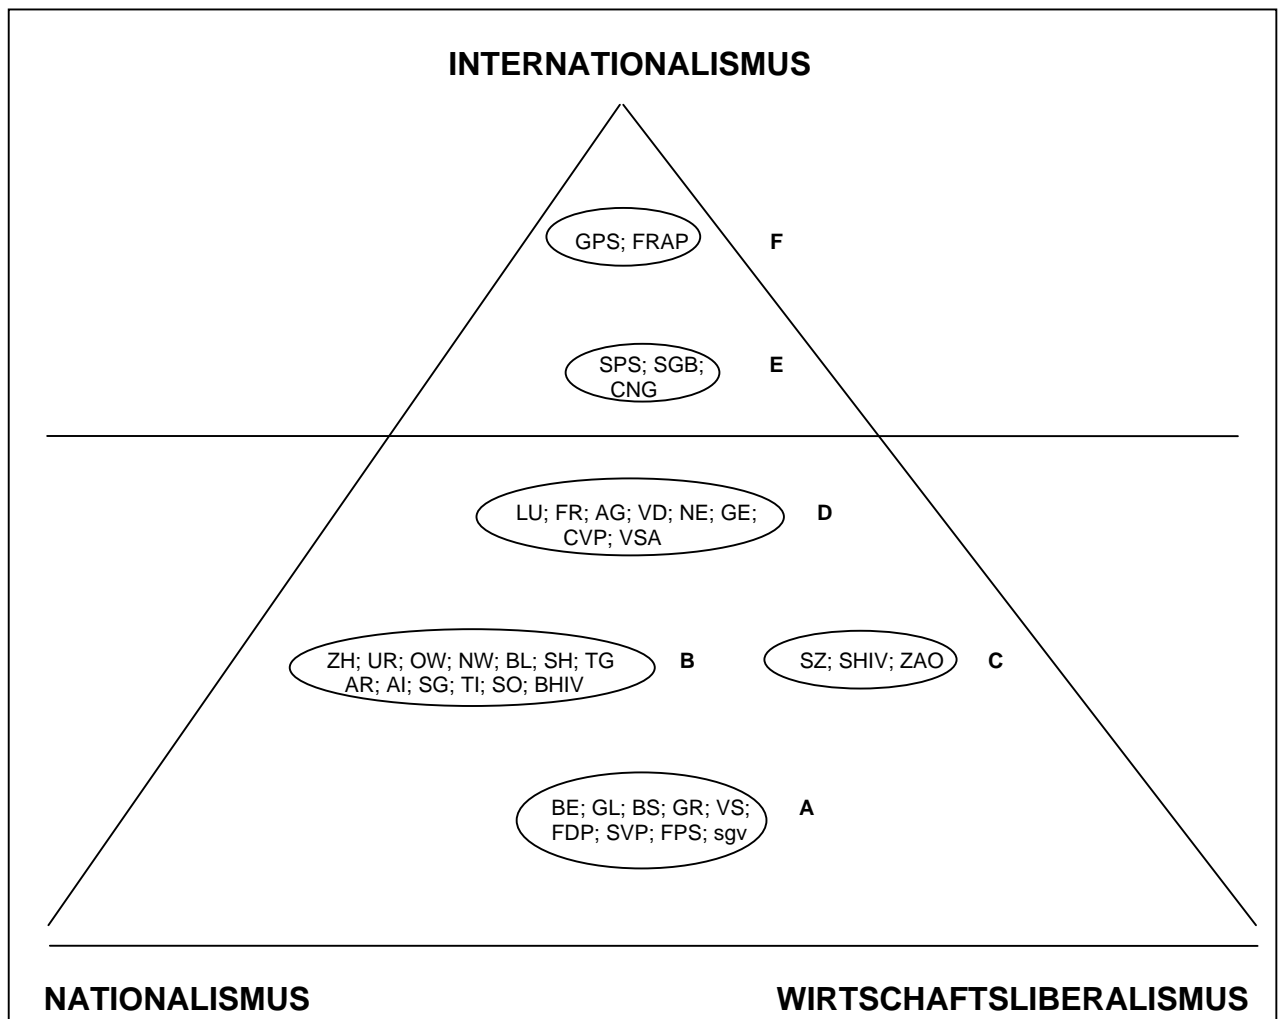 INTERNATIONALISMUS
GPS; FRAP
F
SPS; SGB;
CNG
E
LU; FR; AG; VD; NE; GE;
CVP; VSA
D
ZH; UR; OW; NW; BL; SH; TG
AR; AI; SG; TI; SO; BHIV
B
SZ; SHIV; ZAO
C
BE; GL; BS; GR; VS;
FDP; SVP; FPS; sgv
A
NATIONALISMUS
WIRTSCHAFTSLIBERALISMUS